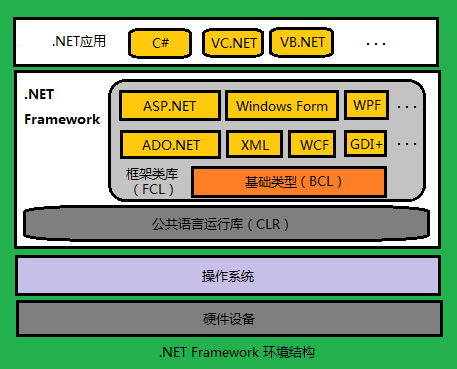 .NET应用 C# VC.NET VB.NET ...
.NET
Framework
ASP.NET Windows Form WPF ...
ADO.NET XML WCF GDI+ ...
框架类库
（FCL）
基础类型（BCL）
公共语言运行库（CLR）
操作系统
硬件设备
.NET Framework 环境结构